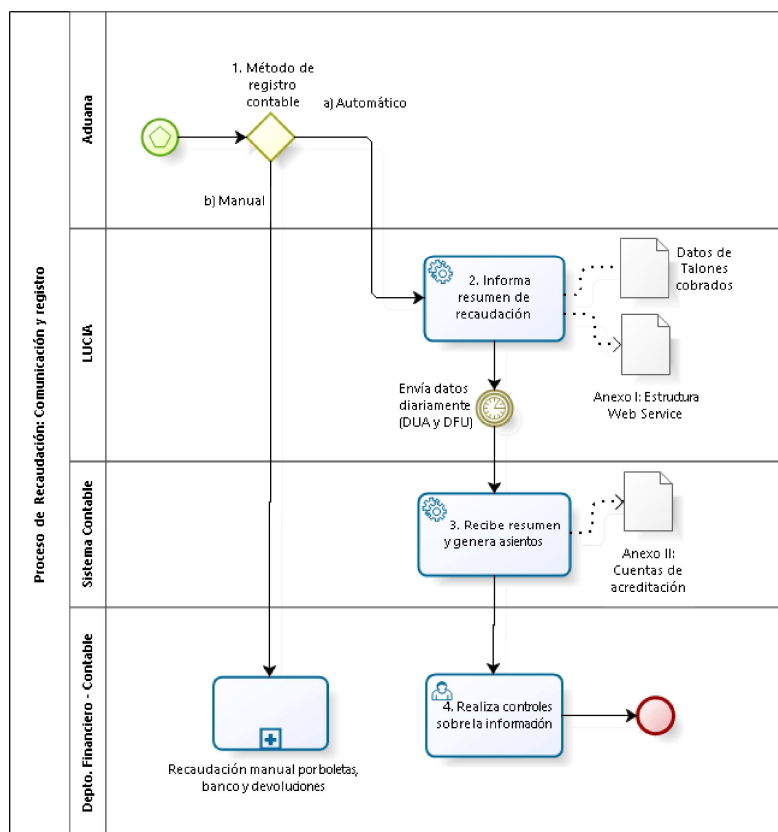 Proceso de Recaudación: Comunicación y registro
Aduana
1. Método de
registro
contable
a) Automático
b) Manual
LUCIA
2. Informa
resumen de
recaudación
Datos de
Talones
cobrados
Anexo I: Estructura
Web Service
Envía datos
diariamente
(DUA y DFU)
Sistema Contable
3. Recibe resumen
y genera asientos
Anexo II:
Cuentas de
acreditación
Depto. Financiero - Contable
Recaudación manual por boletas,
banco y devoluciones
4. Realiza controles
sobre la información